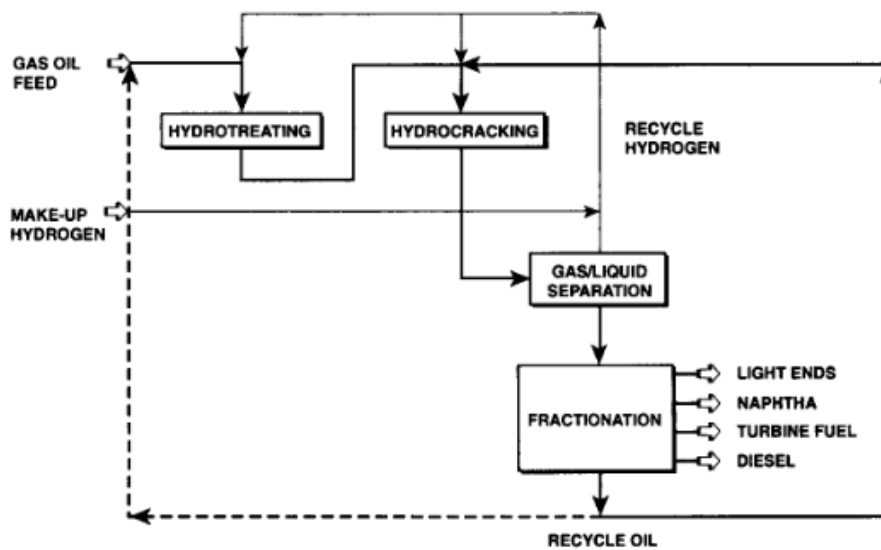 GAS OIL
FEED
HYDROTREATING
HYDROCRACKING
RECYCLE
HYDROGEN
MAKE-UP
HYDROGEN
GAS/LIQUID
SEPARATION
FRACTIONATION
LIGHT ENDS
NAPHTHA
TURBINE FUEL
DIESEL
RECYCLE OIL